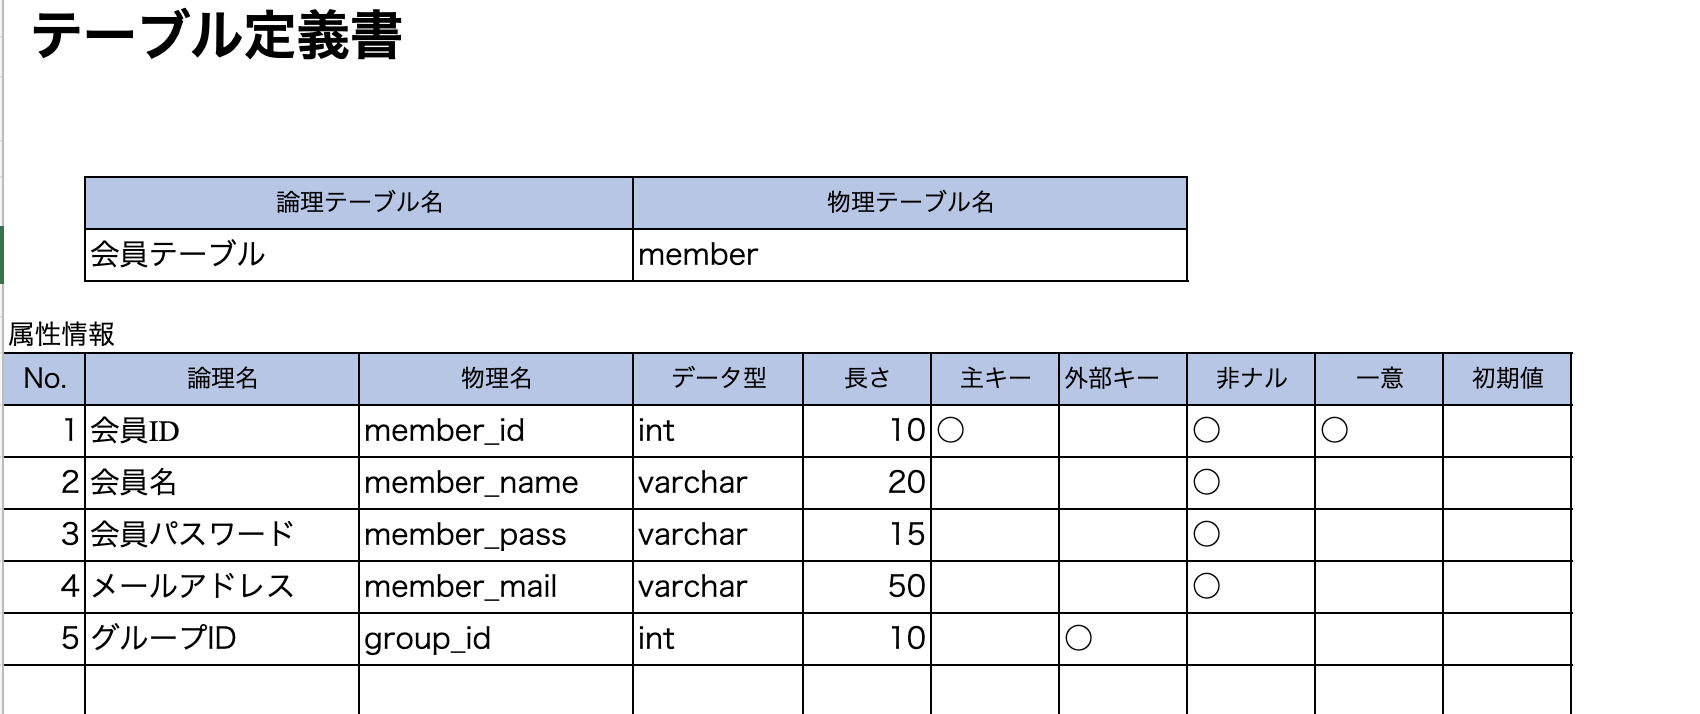 テーブル定義書
論理テーブル名 物理テーブル名
会員テーブル member
属性情報
No. 論理名 物理名 データ型 長さ 主キー 外部キー 非ナル 一意 初期値
1 会員ID member_id int 10 ○ ○ ○
2 会員名 member_name varchar 20 ○
3 会員パスワード member_pass varchar 15 ○
4 メールアドレス member_mail varchar 50 ○
5 グループID group_id int 10 ○